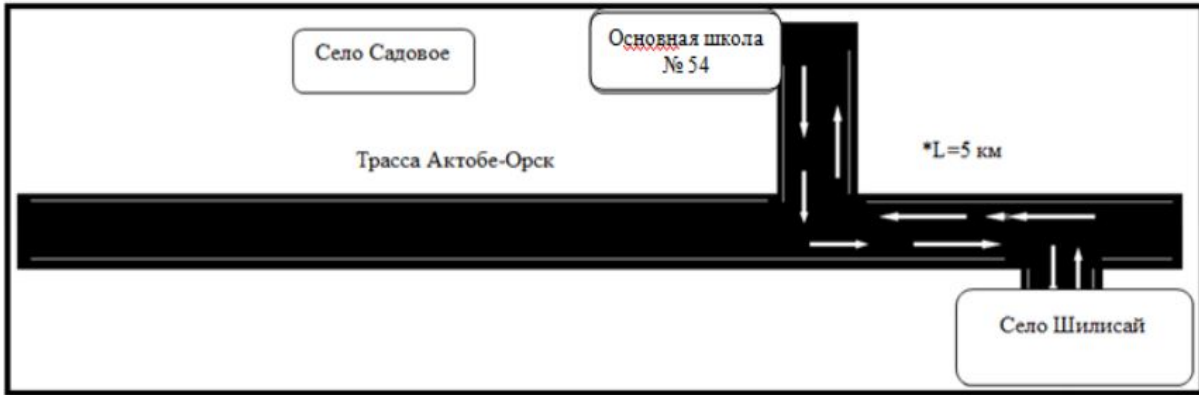 Село Садовое
Основная школа
№ 54
Трасса Актобе-Орск
*L=5 км
Село Шилисай